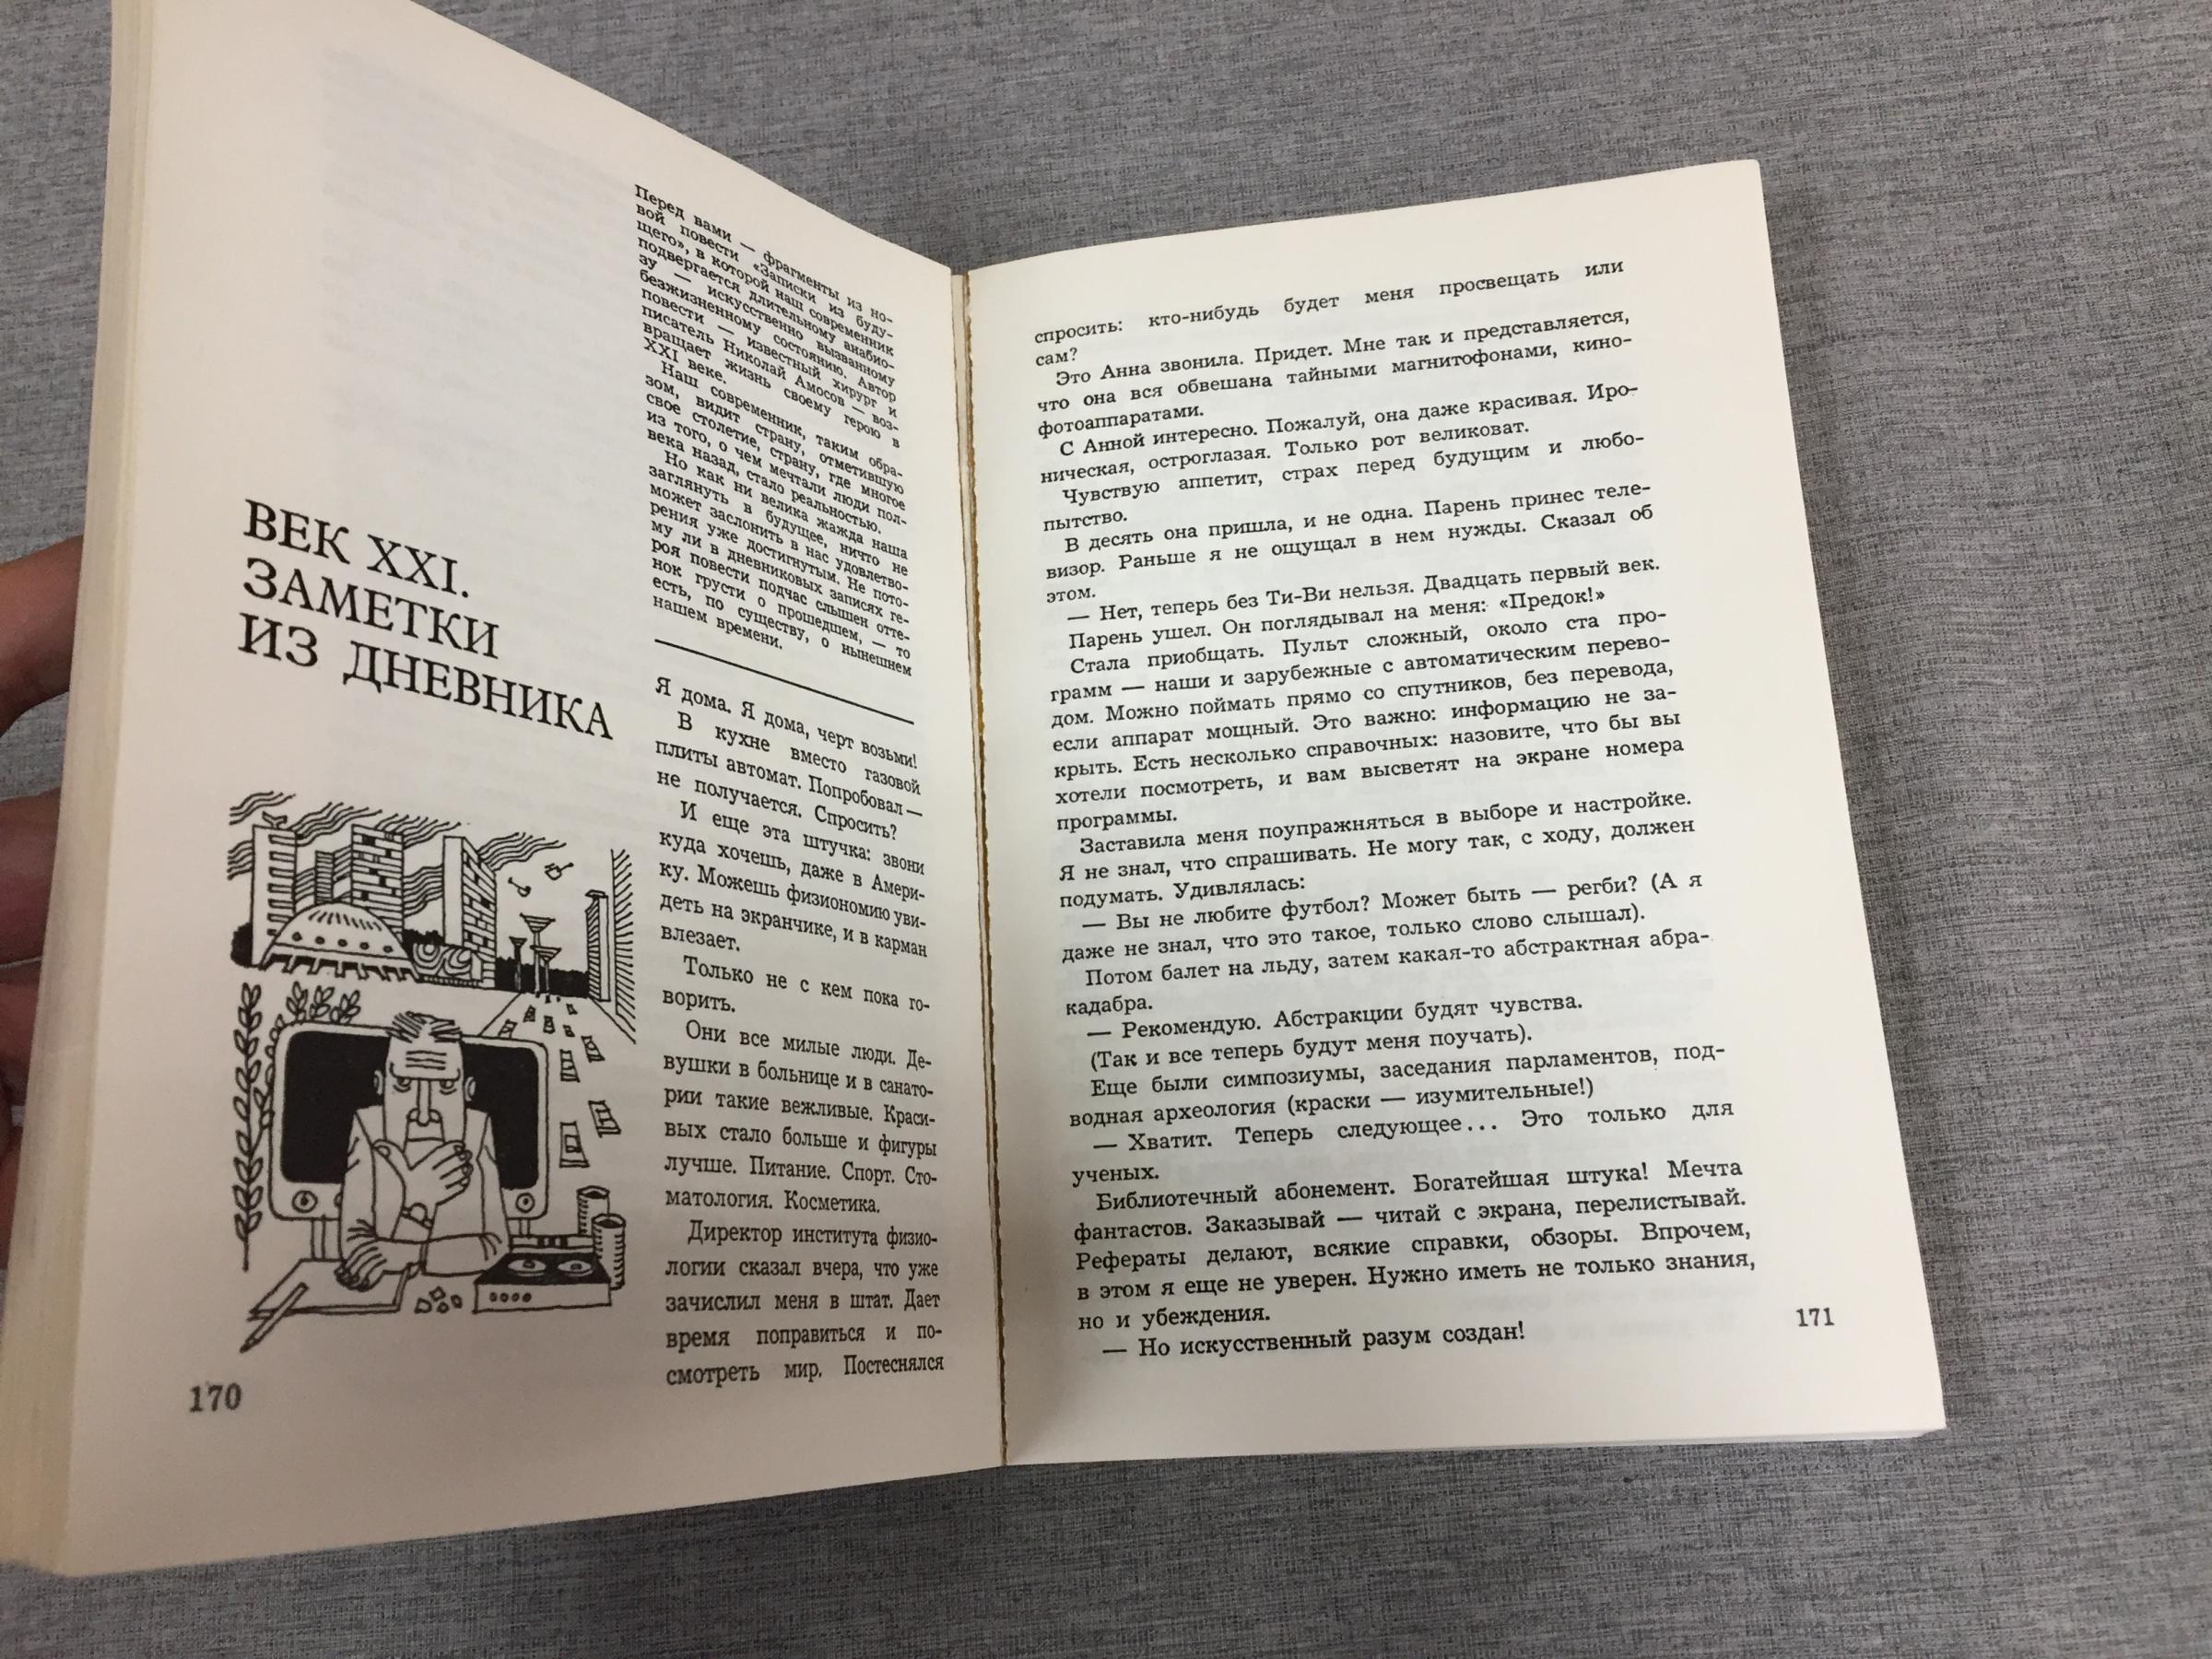 ВЕК XXI.
ЗАМЕТКИ
ИЗ ДНЕВНИКА
Перед вами — фрагменты из но-
вой повести «Записки из буду-
щего», в которой наш современник
подвергается длительному анабио-
зу — искусственно вызванному
безжизненному состоянию. Автор
повести — известный хирург и
писатель Николай Амосов — воз-
вращает жизнь своему герою в
XXI веке.
Наш современник, таким обра-
зом, видит страну, отметившую
свое столетие, страну, где многое
из того, о чем мечтали люди пол-
века назад, стало реальностью.
Но как ни велика жажда наша
заглянуть в будущее, ничто не
может заслонить в нас удовлетво-
рения уже достигнутым. Не пото-
му ли в дневниковых записях ге-
роя повести подчас слышен отте-
нок грусти о прошедшем, — то
есть, по существу, о нынешнем
нашем времени.
Я дома. Я дома, черт возьми!
В кухне вместо газовой
плиты автомат. Попробовал —
не получается. Спросить?
И еще эта штучка: звони
куда хочешь, даже в Амери-
ку. Можешь физиономию уви-
деть на экранчике, и в карман
влезает.
Только не с кем пока го-
ворить.
Они все милые люди. Де-
вушки в больнице и в санато-
рии такие вежливые. Краси-
вых стало больше и фигуры
лучше. Питание. Спорт. Сто-
матология. Косметика.
Директор института физио-
логии сказал вчера, что уже
зачислил меня в штат. Дает
время поправиться и по-
смотреть мир. Постеснялся
170
спросить: кто-нибудь будет меня просвещать или
сам?
Это Анна звонила. Придет. Мне так и представляется,
что она вся обвешана тайными магнитофонами, кино-
фотоаппаратами.
С Анной интересно. Пожалуй, она даже красивая. Иро-
ническая, остроглазая. Только рот великоват.
Чувствую аппетит, страх перед будущим и любо-
пытство.
В десять она пришла, и не одна. Парень принес теле-
визор. Раньше я не ощущал в нем нужды. Сказал об
этом.
— Нет, теперь без Ти-Ви нельзя. Двадцать первый век.
Парень ушел. Он поглядывал на меня: «Предок!»
Стала приобщать. Пульт сложный, около ста про-
грамм — наши и зарубежные с автоматическим перево-
дом. Можно поймать прямо со спутников, без перевода,
если аппарат мощный. Это важно: информацию не за-
крыть. Есть несколько справочных: назовите, что бы вы
хотели посмотреть, и вам высветят на экране номера
программы.
Заставила меня поупражняться в выборе и настройке.
Я не знал, что спрашивать. Не могу так, с ходу, должен
подумать. Удивлялась:
— Вы не любите футбол? Может быть — регби? (А я
даже не знал, что это такое, только слово слышал).
Потом балет на льду, затем какая-то абстрактная абра-
кадабра.
— Рекомендую. Абстракции будят чувства.
(Так и все теперь будут меня поучать).
Еще были симпозиумы, заседания парламентов, под-
водная археология (краски — изумительные!)
— Хватит. Теперь следующее... Это только для
ученых.
Библиотечный абонемент. Богатейшая штука! Мечта
фантастов. Заказывай — читай с экрана, перелистывай.
Рефераты делают, всякие справки, обзоры. Впрочем,
в этом я еще не уверен. Нужно иметь не только знания,
но и убеждения.
— Но искусственный разум создан!
171